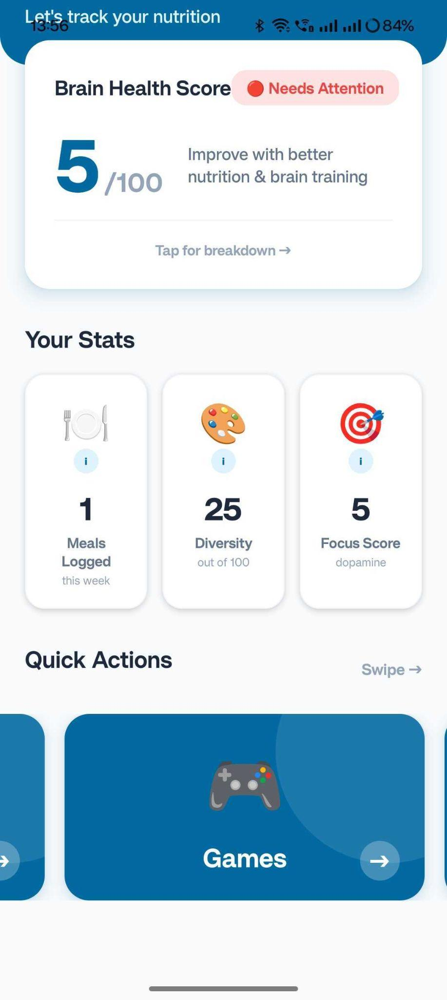 Let's track your nutrition
13:56
84%
Brain Health Score
Needs Attention
5
/100
Improve with better
nutrition & brain training
Tap for breakdown →
Your Stats
i
i
i
1
25
5
Meals
Logged
this week
Diversity
out of 100
Focus Score
dopamine
Quick Actions
Swipe →
Games